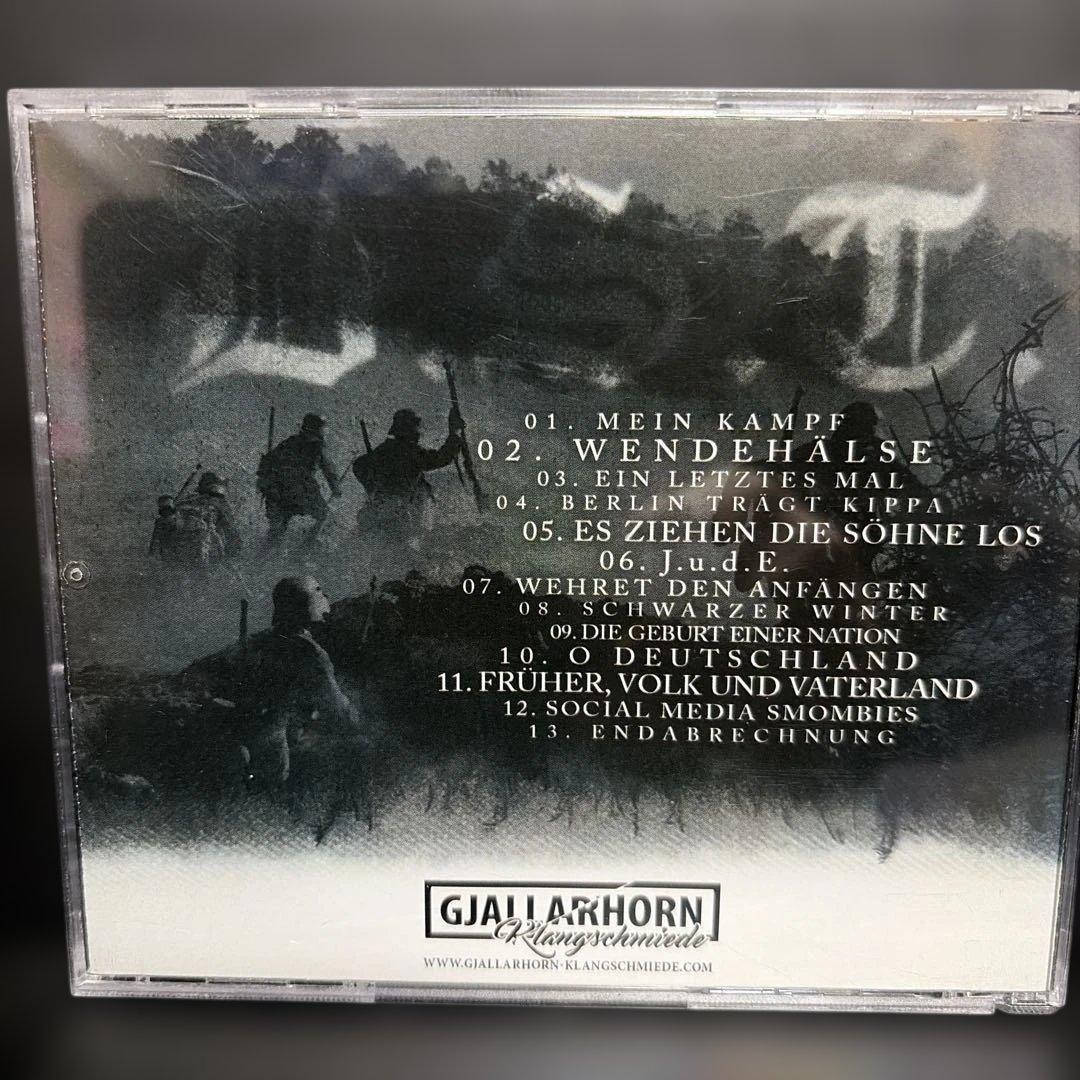 01. MEIN KAMPF
02. WENDEHÄLSE
03. EIN LETZTES MAL
04. BERLIN TRÄGT KIPPA
05. ES ZIEHEN DIE SÖHNE LOS
06. J.u.d.E.
07. WEHRET DEN ANFÄNGEN
08. SCHWARZER WINTER
09. DIE GEBURT EINER NATION
10. O DEUTSCHLAND
11. FRÜHER, VOLK UND VATERLAND
12. SOCIAL MEDIA SMOMBIES
13. ENDABRECHNUNG
GJALLARHORN
Klangschmiede
WWW.GJALLARHORN-KLANGSCHMIEDE.COM